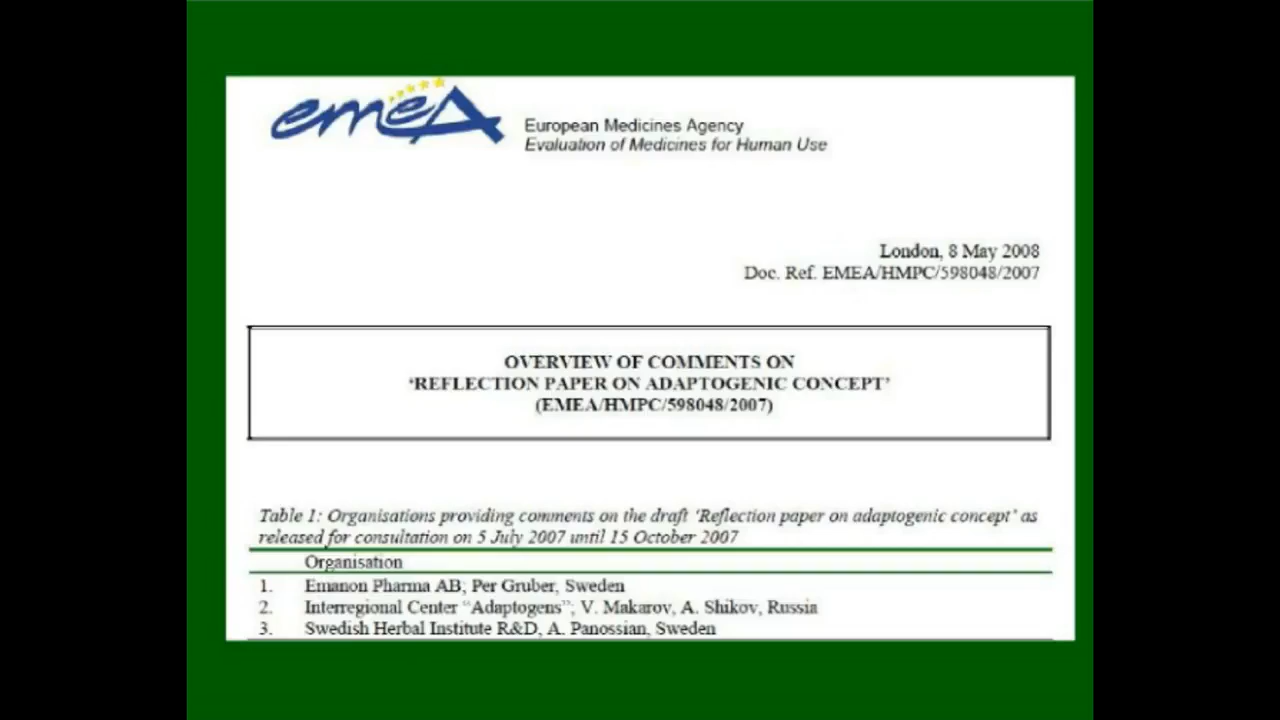 emeA
European Medicines Agency
Evaluation of Medicines for Human Use
London, 8 May 2008
Doc. Ref. EMEA/HMPC/598048/2007
OVERVIEW OF COMMENTS ON
‘REFLECTION PAPER ON ADAPTOGENIC CONCEPT’
(EMEA/HMPC/598048/2007)
Table 1: Organisations providing comments on the draft ‘Reflection paper on adaptogenic concept’ as
released for consultation on 5 July 2007 until 15 October 2007
Organisation
1. Emanon Pharma AB; Per Gruber, Sweden
2. Interregional Center “Adaptogens”; V. Makarov, A. Shikov, Russia
3. Swedish Herbal Institute R&D, A. Panossian, Sweden